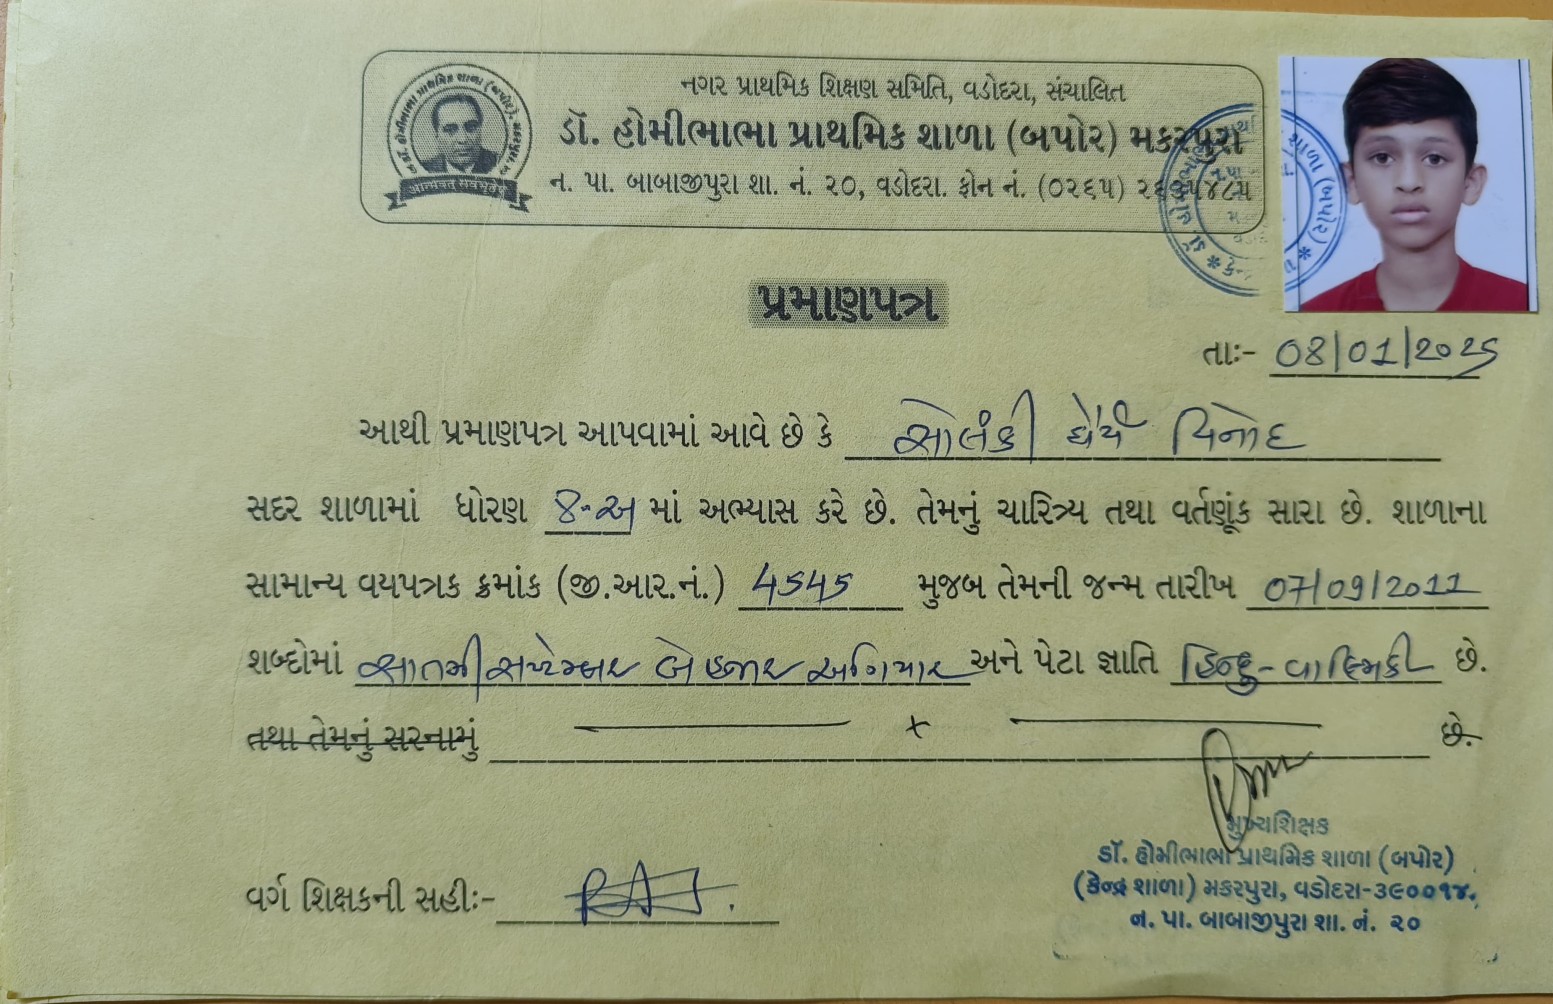 નગર પ્રાથમિક શિક્ષણ સમિતિ, વડોદરા, સંચાલિત
ડૉ. હોમીભાભા પ્રાથમિક શાળા (બપોર) મકરપુરા
ન. પા. બાબાજીપુરા શા. નં. ૨૦, વડોદરા. ફોન નં. (૦૨૬૫)
પ્રમાણપત્ર
તાઃ- 08/01/2025
આથી પ્રમાણપત્ર આપવામાં આવે છે કે સોલંકી ધૈર્ય વિનોદ
સદર શાળામાં ધોરણ 8-અ માં અભ્યાસ કરે છે. તેમનું ચારિત્ર્ય તથા વર્તણૂંક સારા છે. શાળાના
સામાન્ય વયપત્રક ક્રમાંક (જી.આર.નં.) 4545 મુજબ તેમની જન્મ તારીખ 07/09/2011
શબ્દોમાં સાતમી સપ્ટેમ્બર બે હજાર અગિયાર અને પેટા જ્ઞાતિ હિન્દુ-વાલ્મિકી છે.
તથા તેમનું સરનામું × છે.
મુખ્યશિક્ષક
ડૉ. હોમીભાભા પ્રાથમિક શાળા (બપોર)
(કેન્દ્ર શાળા) મકરપુરા, વડોદરા-૩૯૦૦૧૪.
ન. પા. બાબાજીપુરા શા. નં. ૨૦
વર્ગ શિક્ષકની સહીઃ-